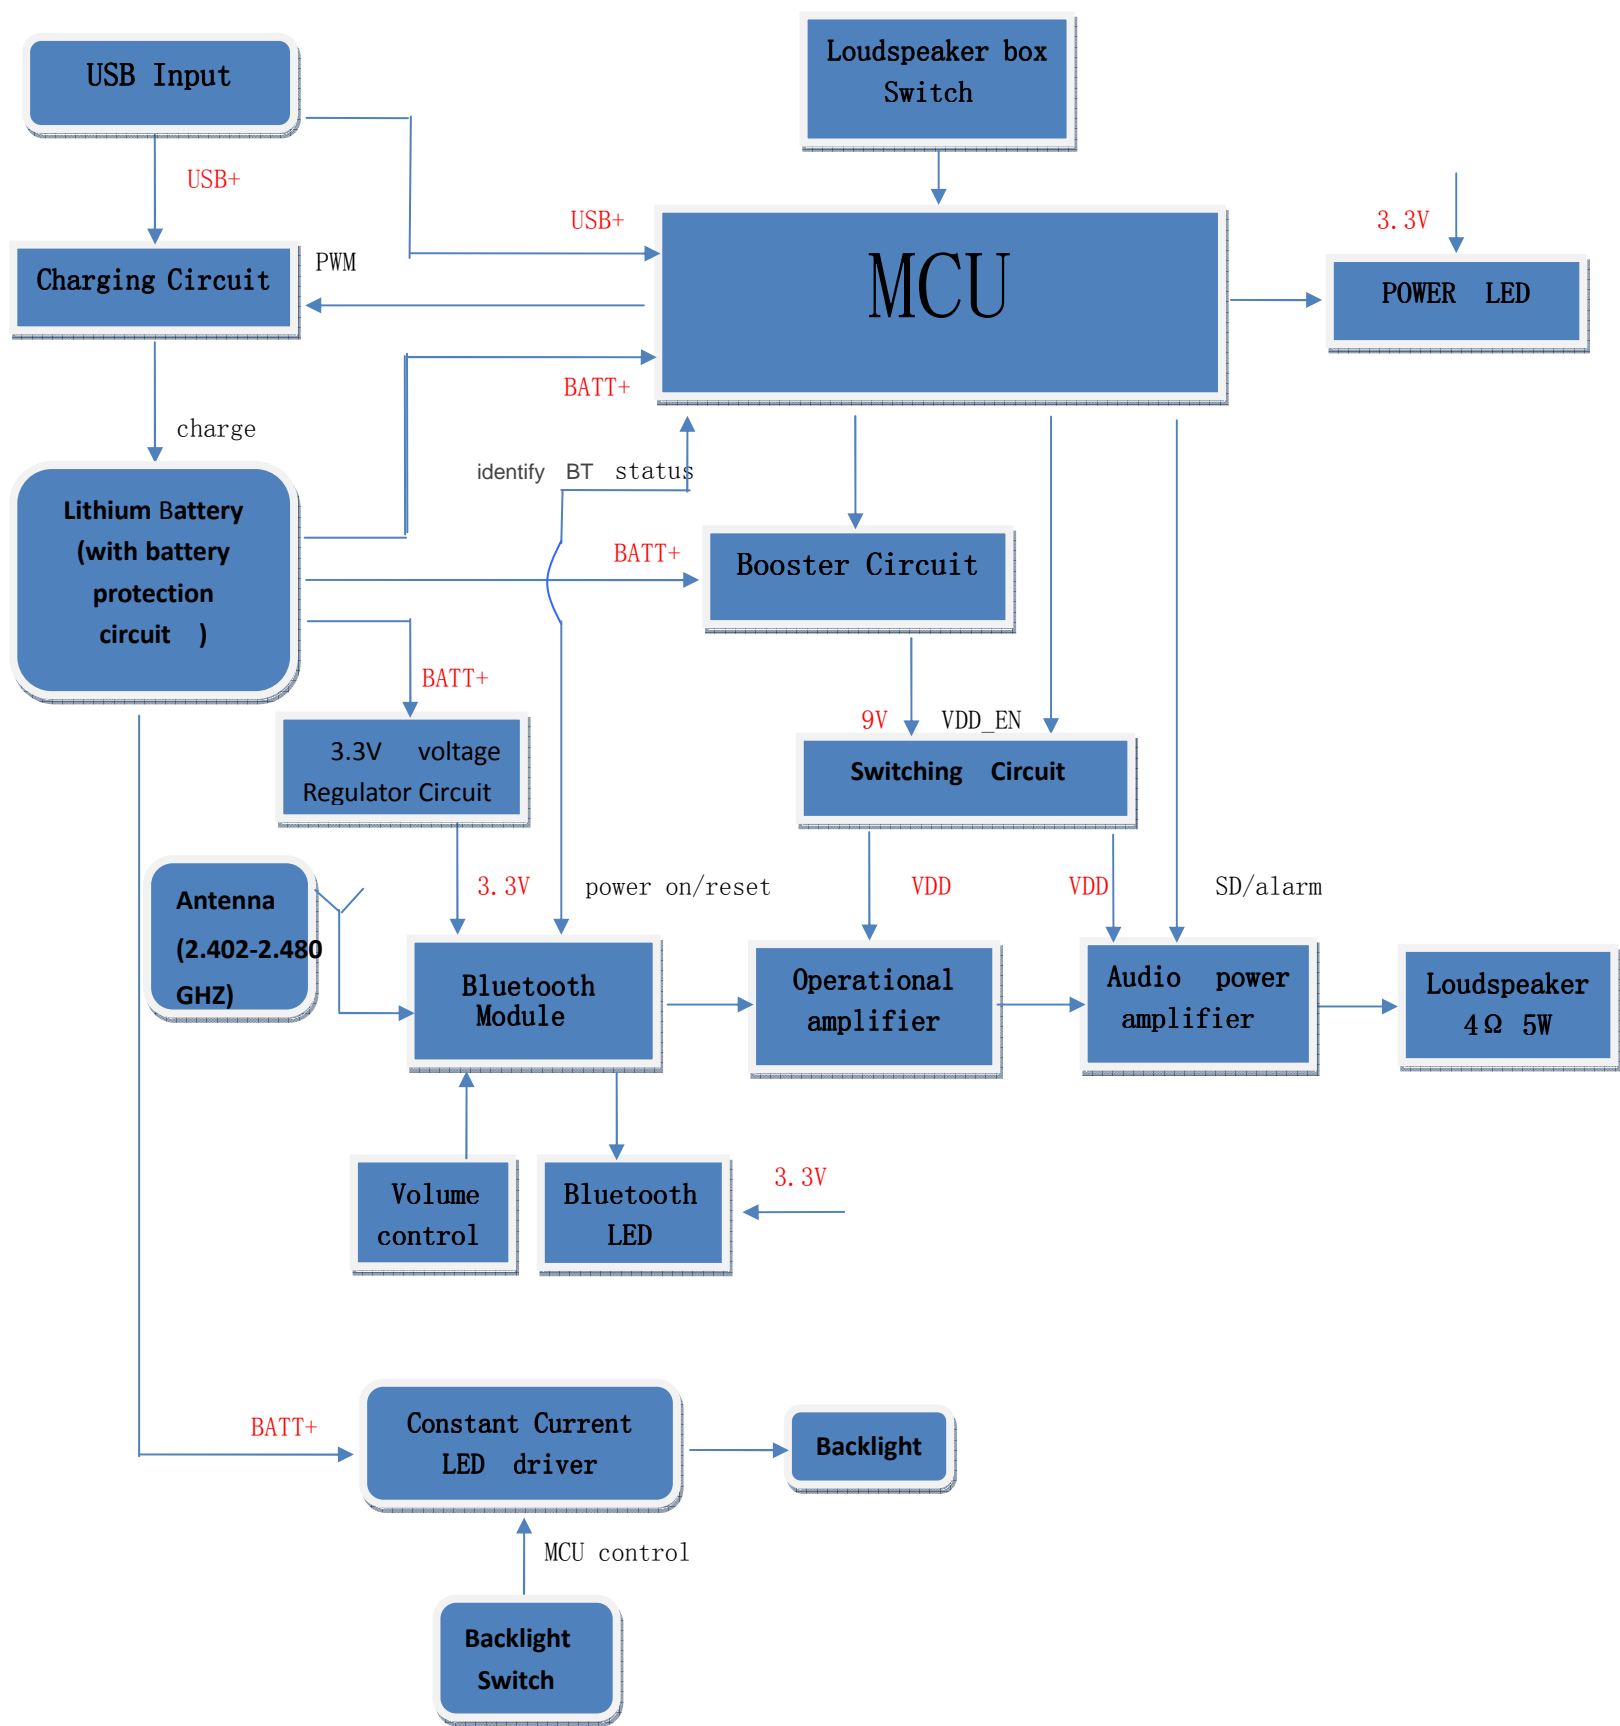 USB Input
Loudspeaker box
Switch
USB+
USB+
3.3V
Charging Circuit
PWM
MCU
POWER LED
BATT+
charge
identify BT status
Lithium Battery
(with battery
protection
circuit )
BATT+
Booster Circuit
BATT+
9V VDD_EN
3.3V voltage
Regulator Circuit
Switching Circuit
3.3V
power on/reset
VDD
VDD
SD/alarm
Antenna
(2.402-2.480
GHZ)
Bluetooth
Module
Operational
amplifier
Audio power
amplifier
Loudspeaker
4Ω 5W
Volume
control
Bluetooth
LED
3.3V
BATT+
Constant Current
LED driver
Backlight
MCU control
Backlight
Switch